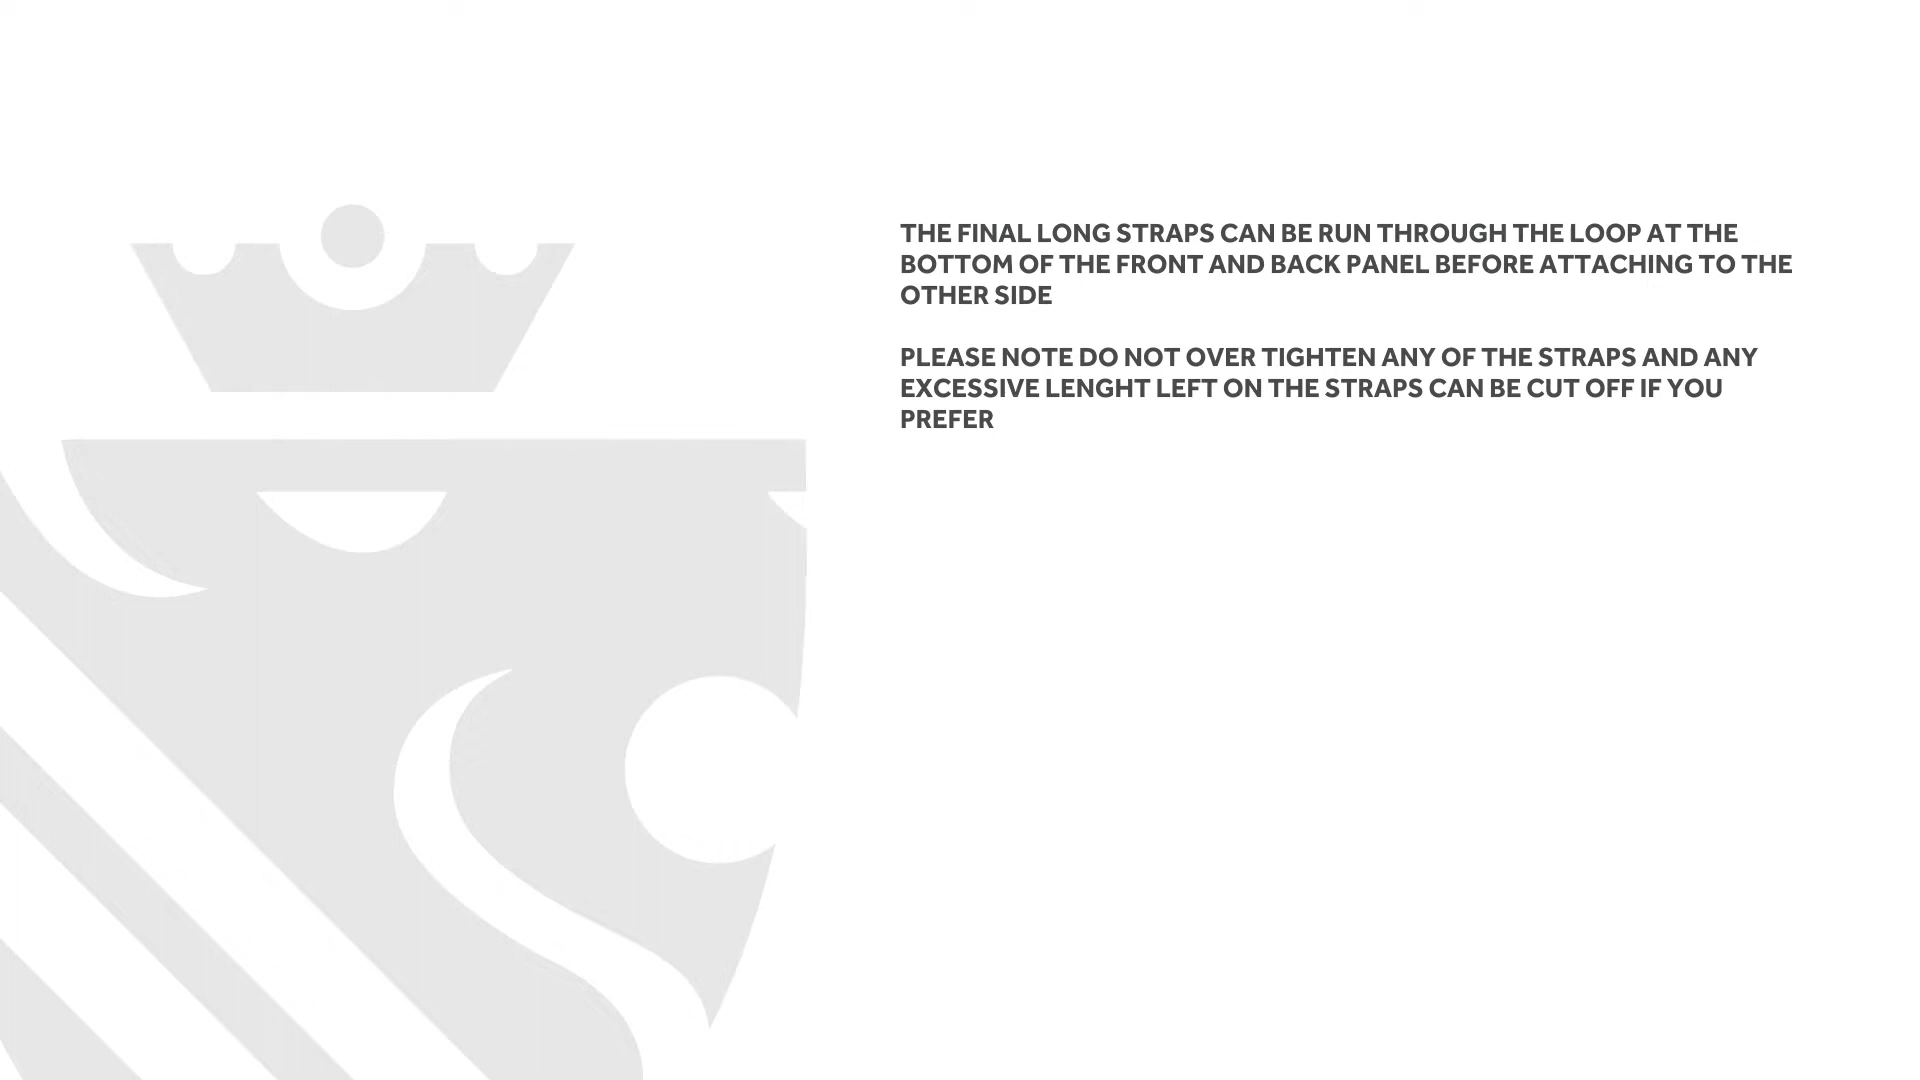 THE FINAL LONG STRAPS CAN BE RUN THROUGH THE LOOP AT THE
BOTTOM OF THE FRONT AND BACK PANEL BEFORE ATTACHING TO THE
OTHER SIDE
PLEASE NOTE DO NOT OVER TIGHTEN ANY OF THE STRAPS AND ANY
EXCESSIVE LENGHT LEFT ON THE STRAPS CAN BE CUT OFF IF YOU
PREFER